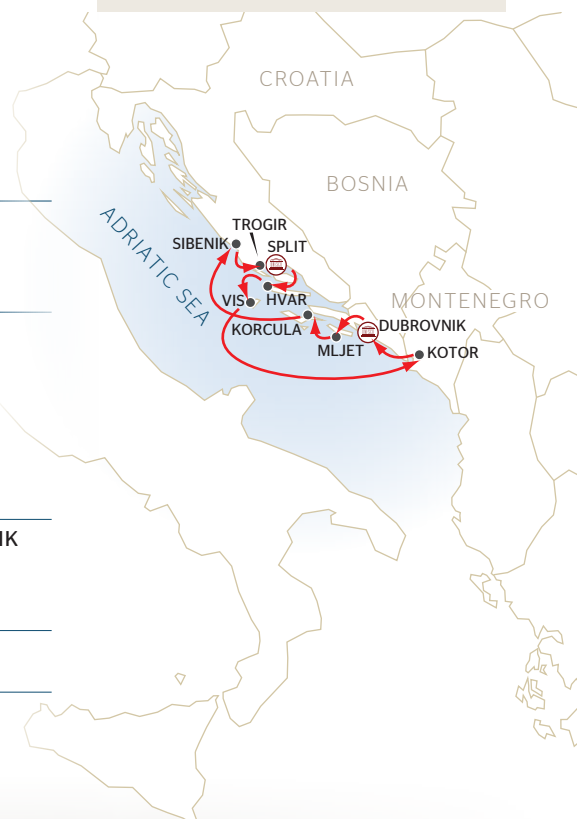 CROATIA
BOSNIA
ADRIATIC SEA
TROGIR
SIBENIK
SPLIT
MONTENEGRO
VIS
HVAR
KORCULA
DUBROVNIK
MLJET
KOTOR
IK